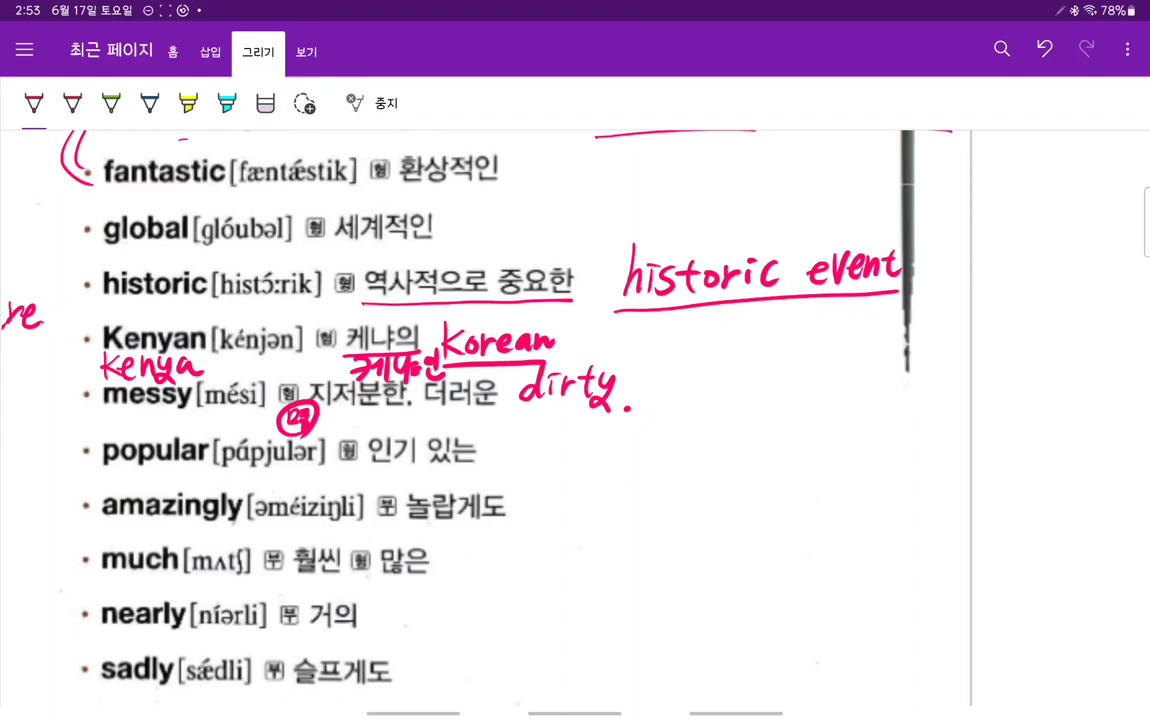 2:53 6월 17일 토요일 78%
최근 페이지 홈 삽입 그리기 보기
중지
fantastic[fæntǽstik] 형 환상적인
global[glóubəl] 형 세계적인
historic[histɔ́ːrik] 형 역사적으로 중요한 historic event
re
Kenyan[kénjən] 형 케냐의 Korean
Kenya 케냐인
messy[mési] 형 지저분한, 더러운 dirty.
명
popular[pɑ́pjulər] 형 인기 있는
amazingly[əméiziŋli] 부 놀랍게도
much[mʌtʃ] 부 훨씬 형 많은
nearly[níərli] 부 거의
sadly[sǽdli] 부 슬프게도